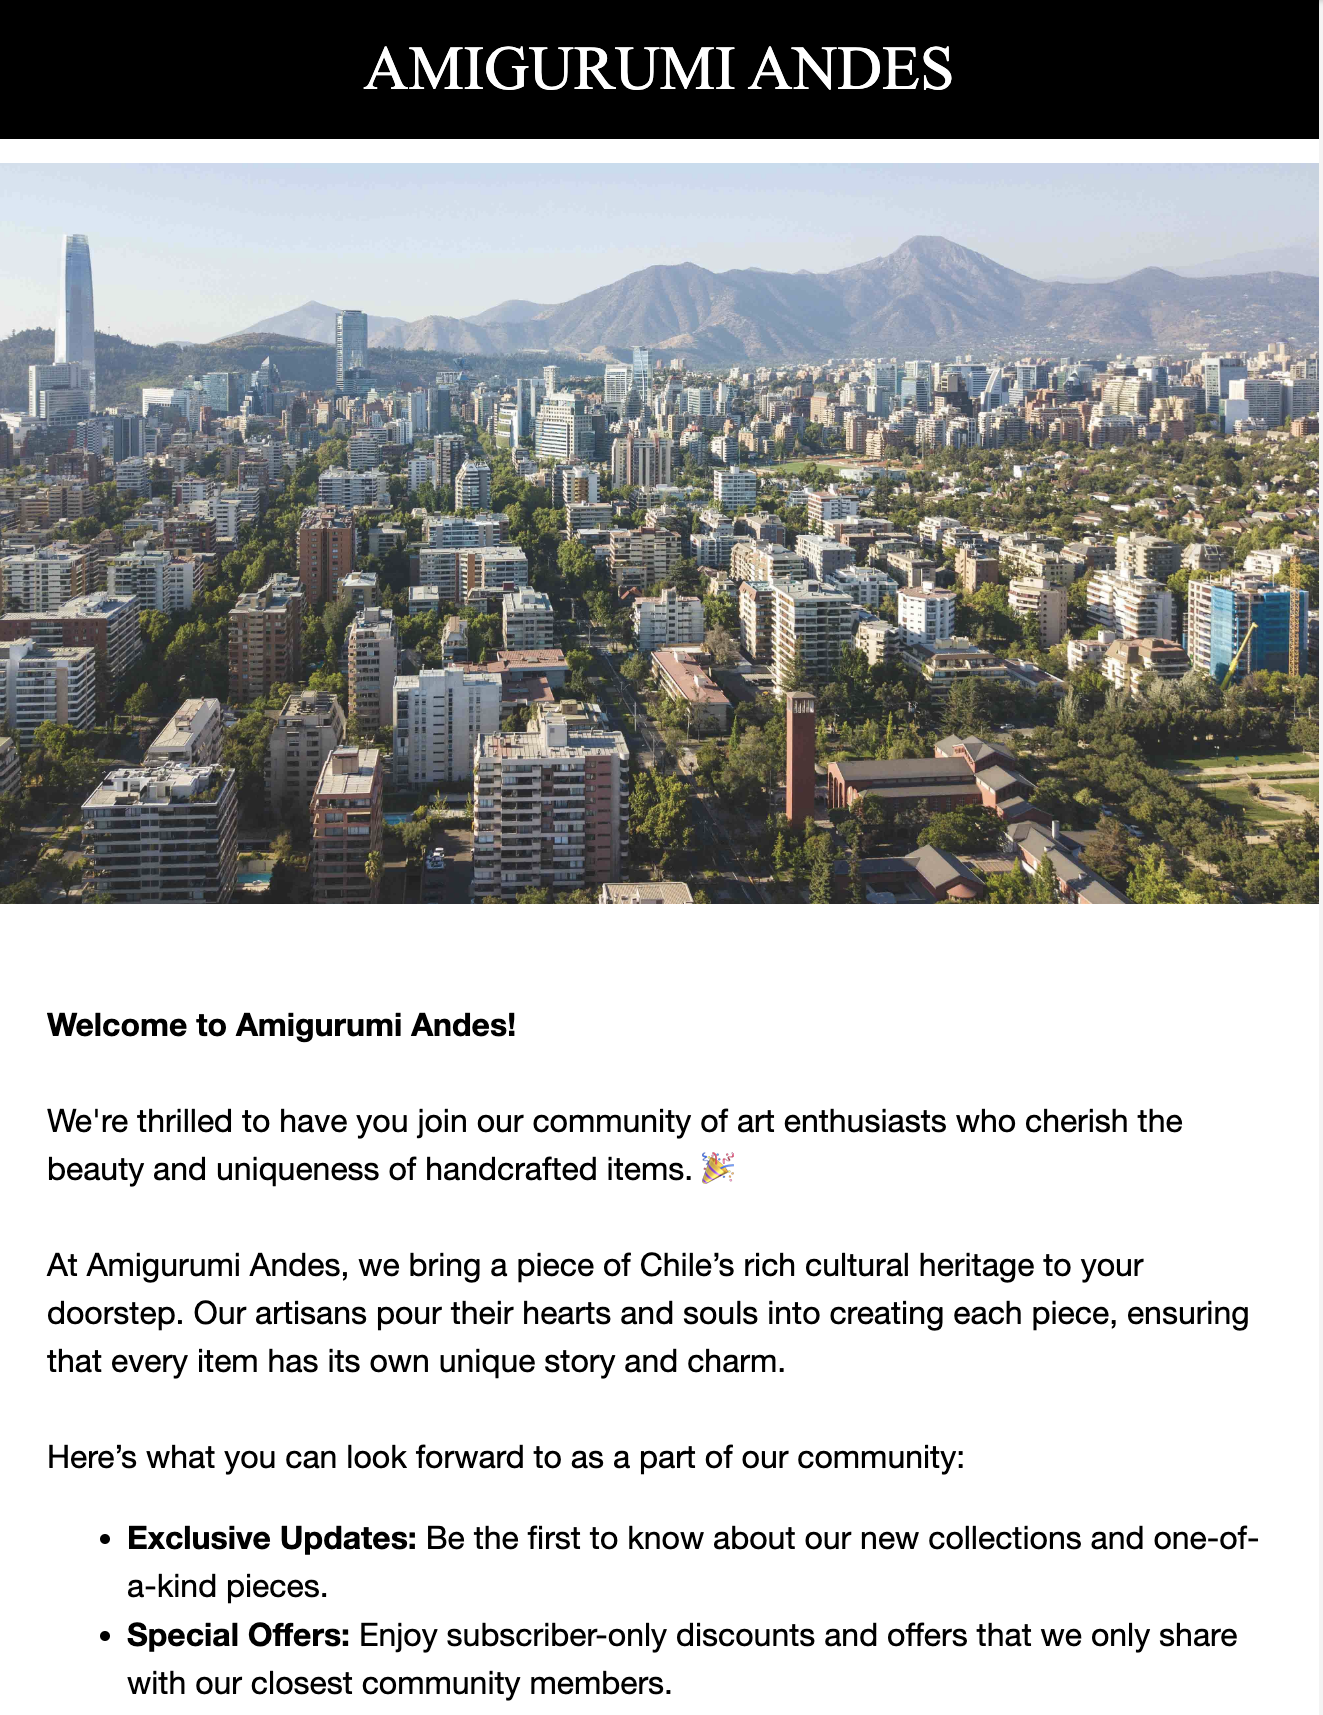 AMIGURUMI ANDES
Welcome to Amigurumi Andes!
We're thrilled to have you join our community of art enthusiasts who cherish the
beauty and uniqueness of handcrafted items. 🎉
At Amigurumi Andes, we bring a piece of Chile’s rich cultural heritage to your
doorstep. Our artisans pour their hearts and souls into creating each piece, ensuring
that every item has its own unique story and charm.
Here’s what you can look forward to as a part of our community:
• Exclusive Updates: Be the first to know about our new collections and one-of-
a-kind pieces.
• Special Offers: Enjoy subscriber-only discounts and offers that we only share
with our closest community members.